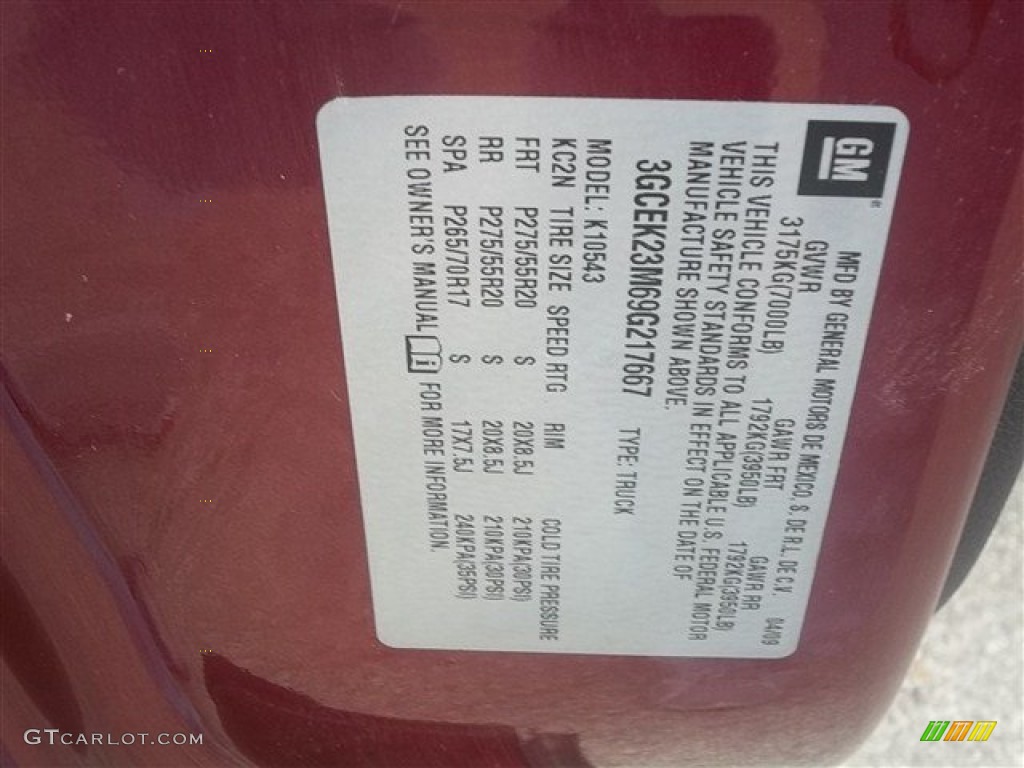 GM
MFD BY GENERAL MOTORS DE MEXICO, S. DE R.L. DE C.V. 04/09
GVWR GAWR FRT GAWR RR
3175KG(7000LB) 1792KG(3950LB) 1792KG(3950LB)
THIS VEHICLE CONFORMS TO ALL APPLICABLE U.S. FEDERAL MOTOR
VEHICLE SAFETY STANDARDS IN EFFECT ON THE DATE OF
MANUFACTURE SHOWN ABOVE.
3GCEK23M69G217667 TYPE: TRUCK
MODEL: K10543
KC2N TIRE SIZE SPEED RTG RIM COLD TIRE PRESSURE
FRT P275/55R20 S 20X8.5J 210KPA(30PSI)
RR P275/55R20 S 20X8.5J 210KPA(30PSI)
SPA P265/70R17 S 17X7.5J 240KPA(35PSI)
SEE OWNER'S MANUAL i FOR MORE INFORMATION.
GTCARLOT.COM